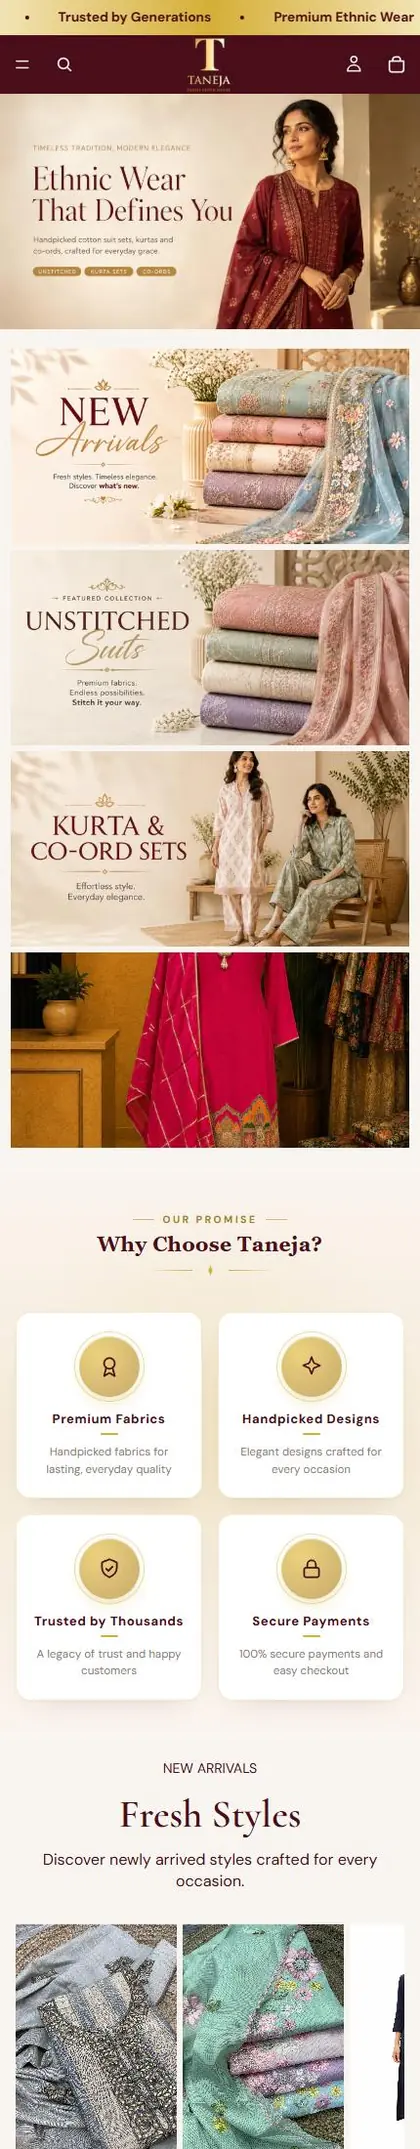 • Trusted by Generations • Premium Ethnic Wear
T
TANEJA
TIMELESS TRADITION, MODERN ELEGANCE
Ethnic Wear
That Defines You
Handpicked cotton suit sets, kurtas and
co-ords, crafted for everyday grace.
UNSTITCHED KURTA SETS CO-ORDS
NEW
Arrivals
Fresh styles. Timeless elegance.
Discover what's new.
FEATURED COLLECTION
UNSTITCHED
Suits
Premium fabrics.
Endless possibilities.
Stitch it your way.
KURTA &
CO-ORD SETS
Effortless style.
Everyday elegance.
OUR PROMISE
Why Choose Taneja?
Premium Fabrics
Handpicked fabrics for
lasting, everyday quality
Handpicked Designs
Elegant designs crafted for
every occasion
Trusted by Thousands
A legacy of trust and happy
customers
Secure Payments
100% secure payments and
easy checkout
NEW ARRIVALS
Fresh Styles
Discover newly arrived styles crafted for every
occasion.